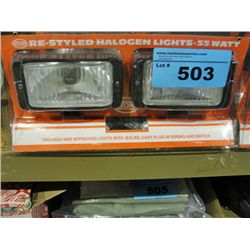 RE-STYLED HALOGEN LIGHTS-55 WATT
Lot #
503
TWO HIGH-WAY APPROVED LIGHTS WITH BULBS, EASY PLUG-IN WIRING AND SWITCH
505